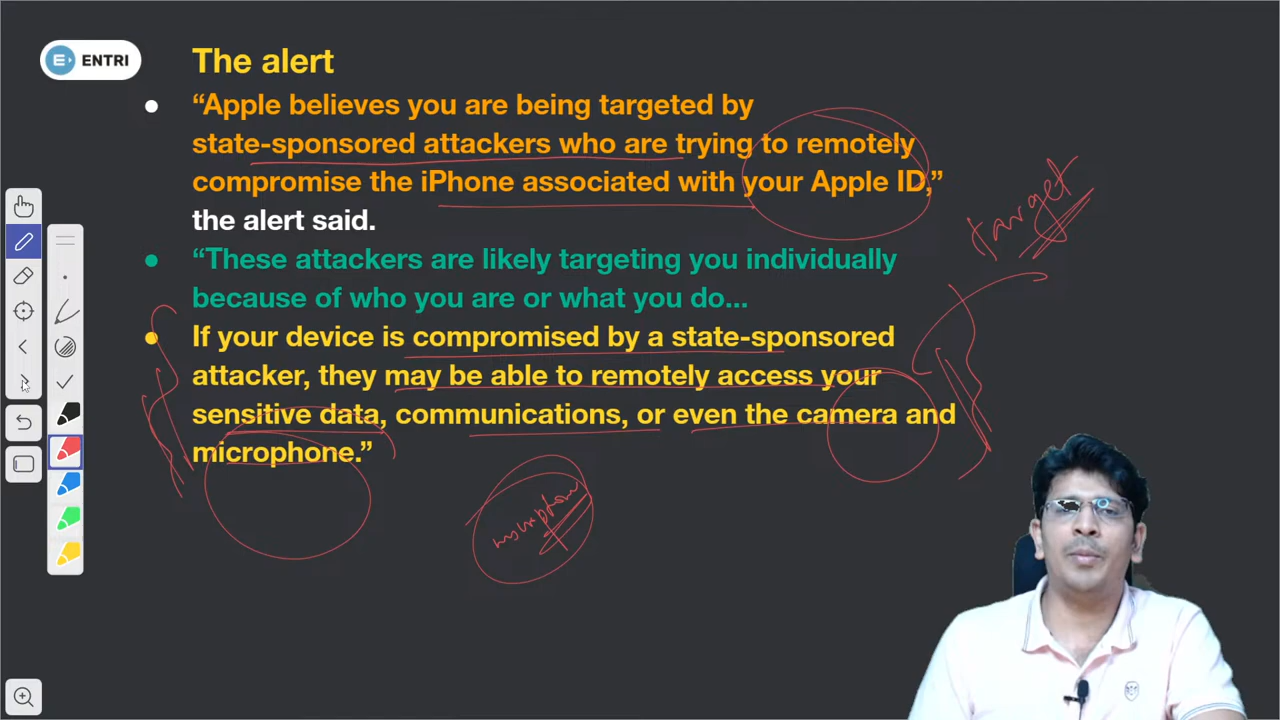 ENTRI
The alert
“Apple believes you are being targeted by
state-sponsored attackers who are trying to remotely
compromise the iPhone associated with your Apple ID,”
the alert said.
“These attackers are likely targeting you individually
because of who you are or what you do...
If your device is compromised by a state-sponsored
attacker, they may be able to remotely access your
sensitive data, communications, or even the camera and
microphone.”
target
microphone